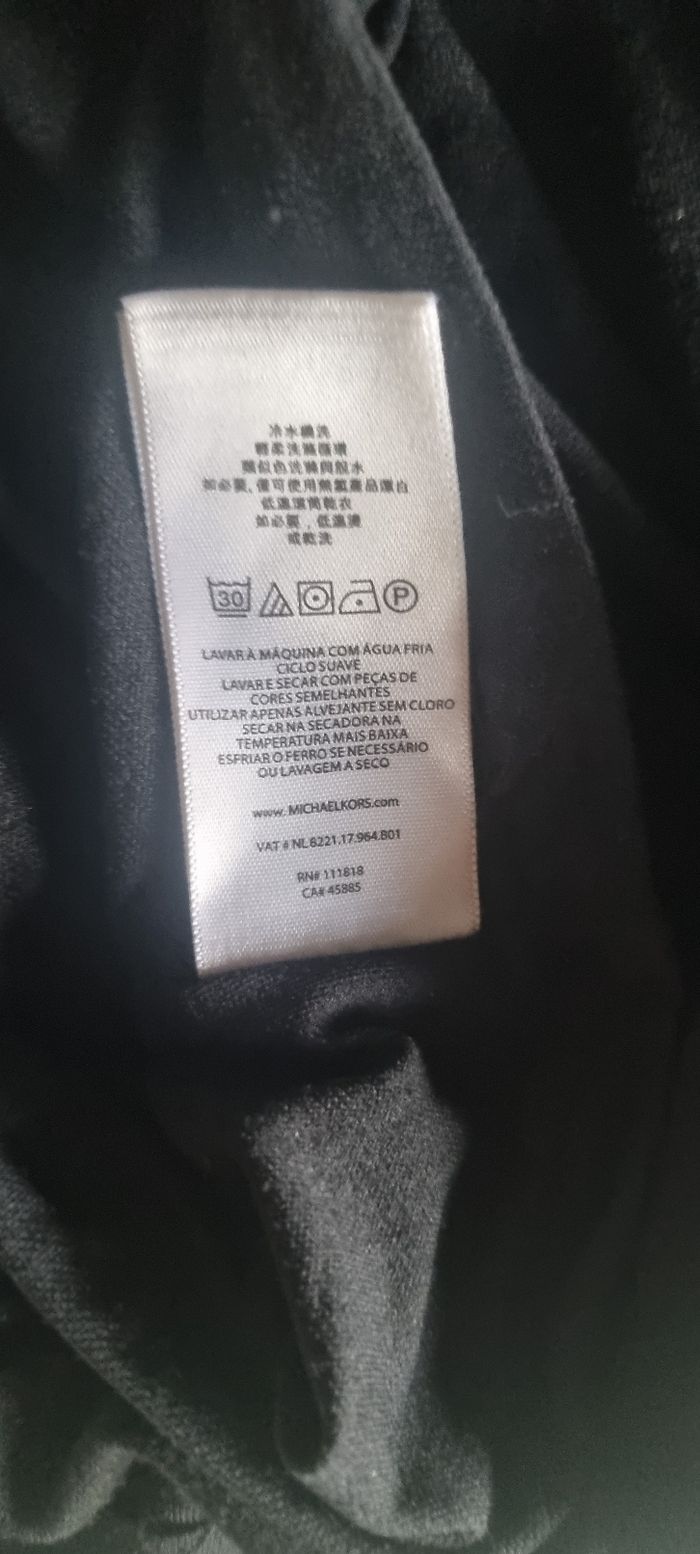 冷水機洗
輕柔洗滌循環
類似色洗滌與脫水
如必要,僅可使用無氯產品漂白
低溫滾筒乾衣
如必要,低溫燙
或乾洗
30 P
LAVAR À MÁQUINA COM ÁGUA FRIA
CICLO SUAVE
LAVAR E SECAR COM PEÇAS DE
CORES SEMELHANTES
UTILIZAR APENAS ALVEJANTE SEM CLORO
SECAR NA SECADORA NA
TEMPERATURA MAIS BAIXA
ESFRIAR O FERRO SE NECESSÁRIO
OU LAVAGEM A SECO
www.MICHAELKORS.com
VAT # NL 8221.17.964.B01
RN# 111818
CA# 45885